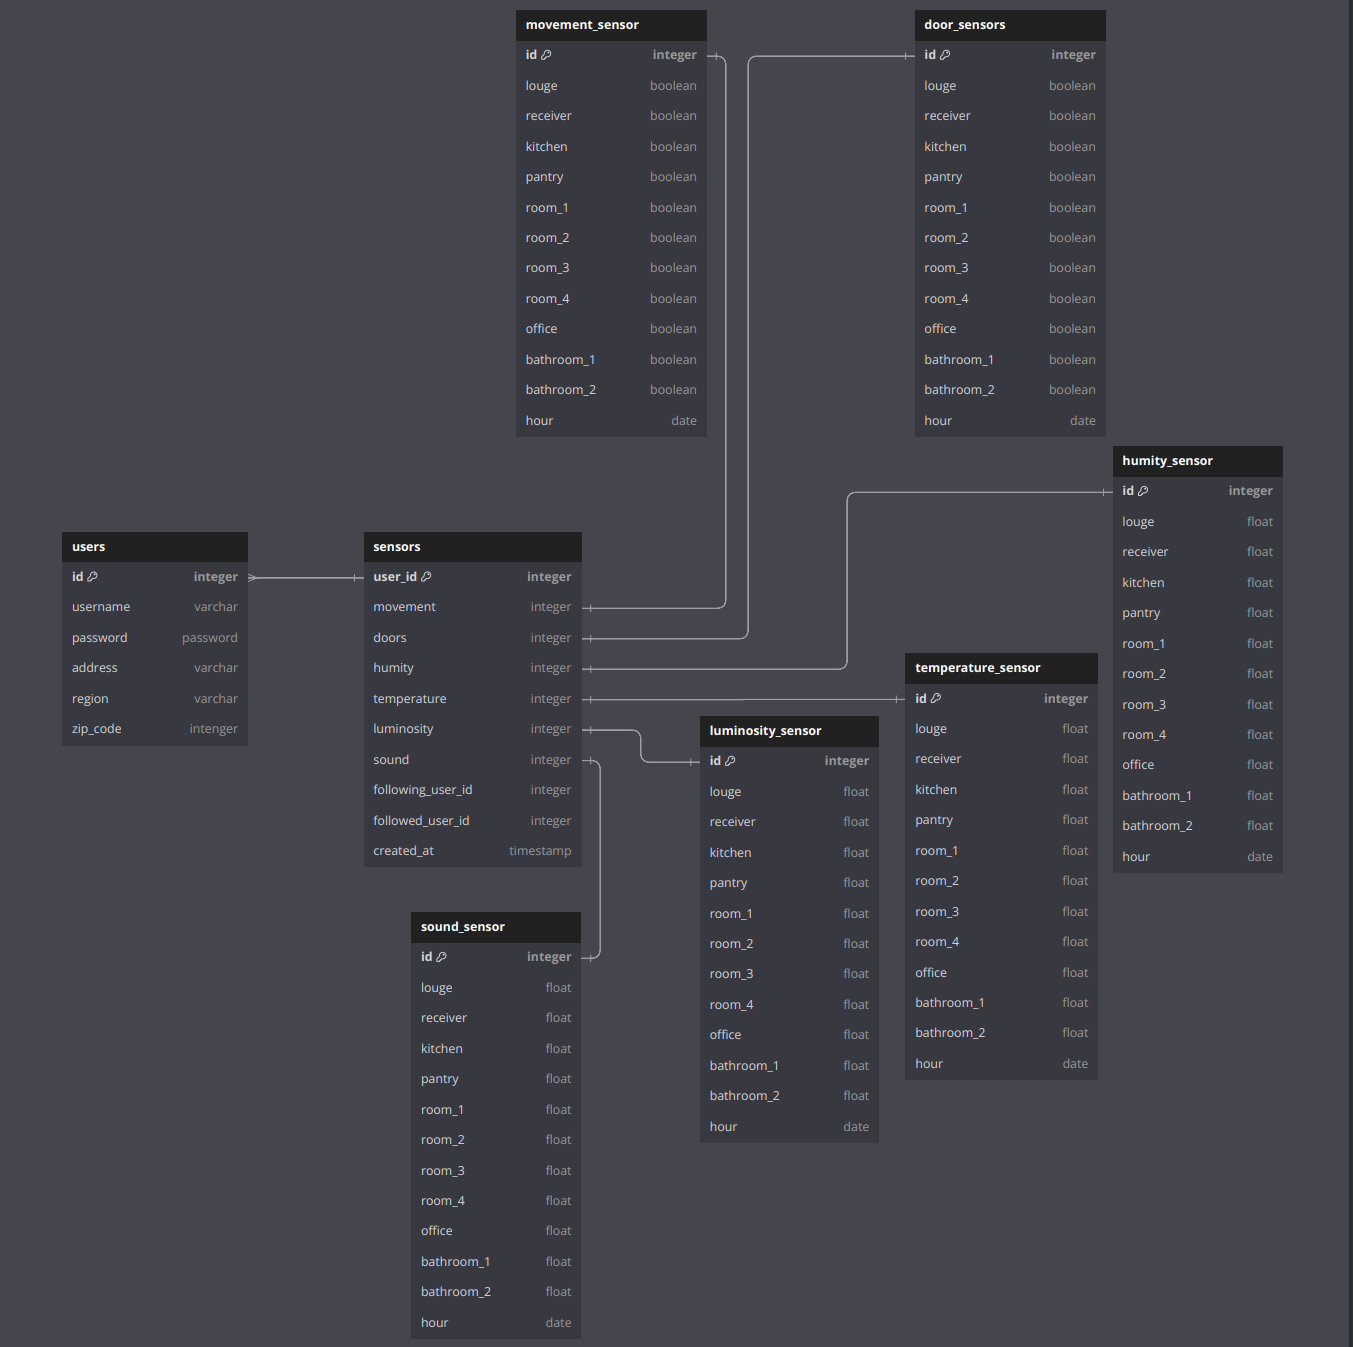 movement_sensor
id integer
louge boolean
receiver boolean
kitchen boolean
pantry boolean
room_1 boolean
room_2 boolean
room_3 boolean
room_4 boolean
office boolean
bathroom_1 boolean
bathroom_2 boolean
hour date
door_sensors
id integer
louge boolean
receiver boolean
kitchen boolean
pantry boolean
room_1 boolean
room_2 boolean
room_3 boolean
room_4 boolean
office boolean
bathroom_1 boolean
bathroom_2 boolean
hour date
humity_sensor
id integer
louge float
receiver float
kitchen float
pantry float
room_1 float
room_2 float
room_3 float
room_4 float
office float
bathroom_1 float
bathroom_2 float
hour date
users
id integer
username varchar
password password
address varchar
region varchar
zip_code intenger
sensors
user_id integer
movement integer
doors integer
humity integer
temperature integer
luminosity integer
sound integer
following_user_id integer
followed_user_id integer
created_at timestamp
temperature_sensor
id integer
louge float
receiver float
kitchen float
pantry float
room_1 float
room_2 float
room_3 float
room_4 float
office float
bathroom_1 float
bathroom_2 float
hour date
luminosity_sensor
id integer
louge float
receiver float
kitchen float
pantry float
room_1 float
room_2 float
room_3 float
room_4 float
office float
bathroom_1 float
bathroom_2 float
hour date
sound_sensor
id integer
louge float
receiver float
kitchen float
pantry float
room_1 float
room_2 float
room_3 float
room_4 float
office float
bathroom_1 float
bathroom_2 float
hour date